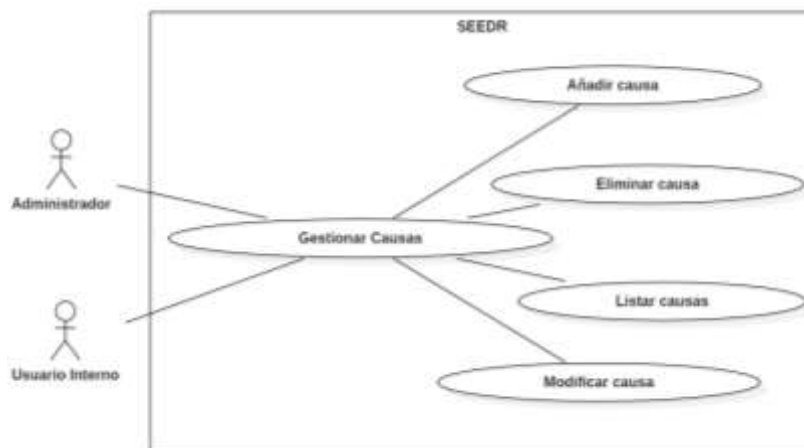 SEEDR
Añadir causa
Eliminar causa
Administrador
Gestionar Causas
Listar causas
Usuario Interno
Modificar causa